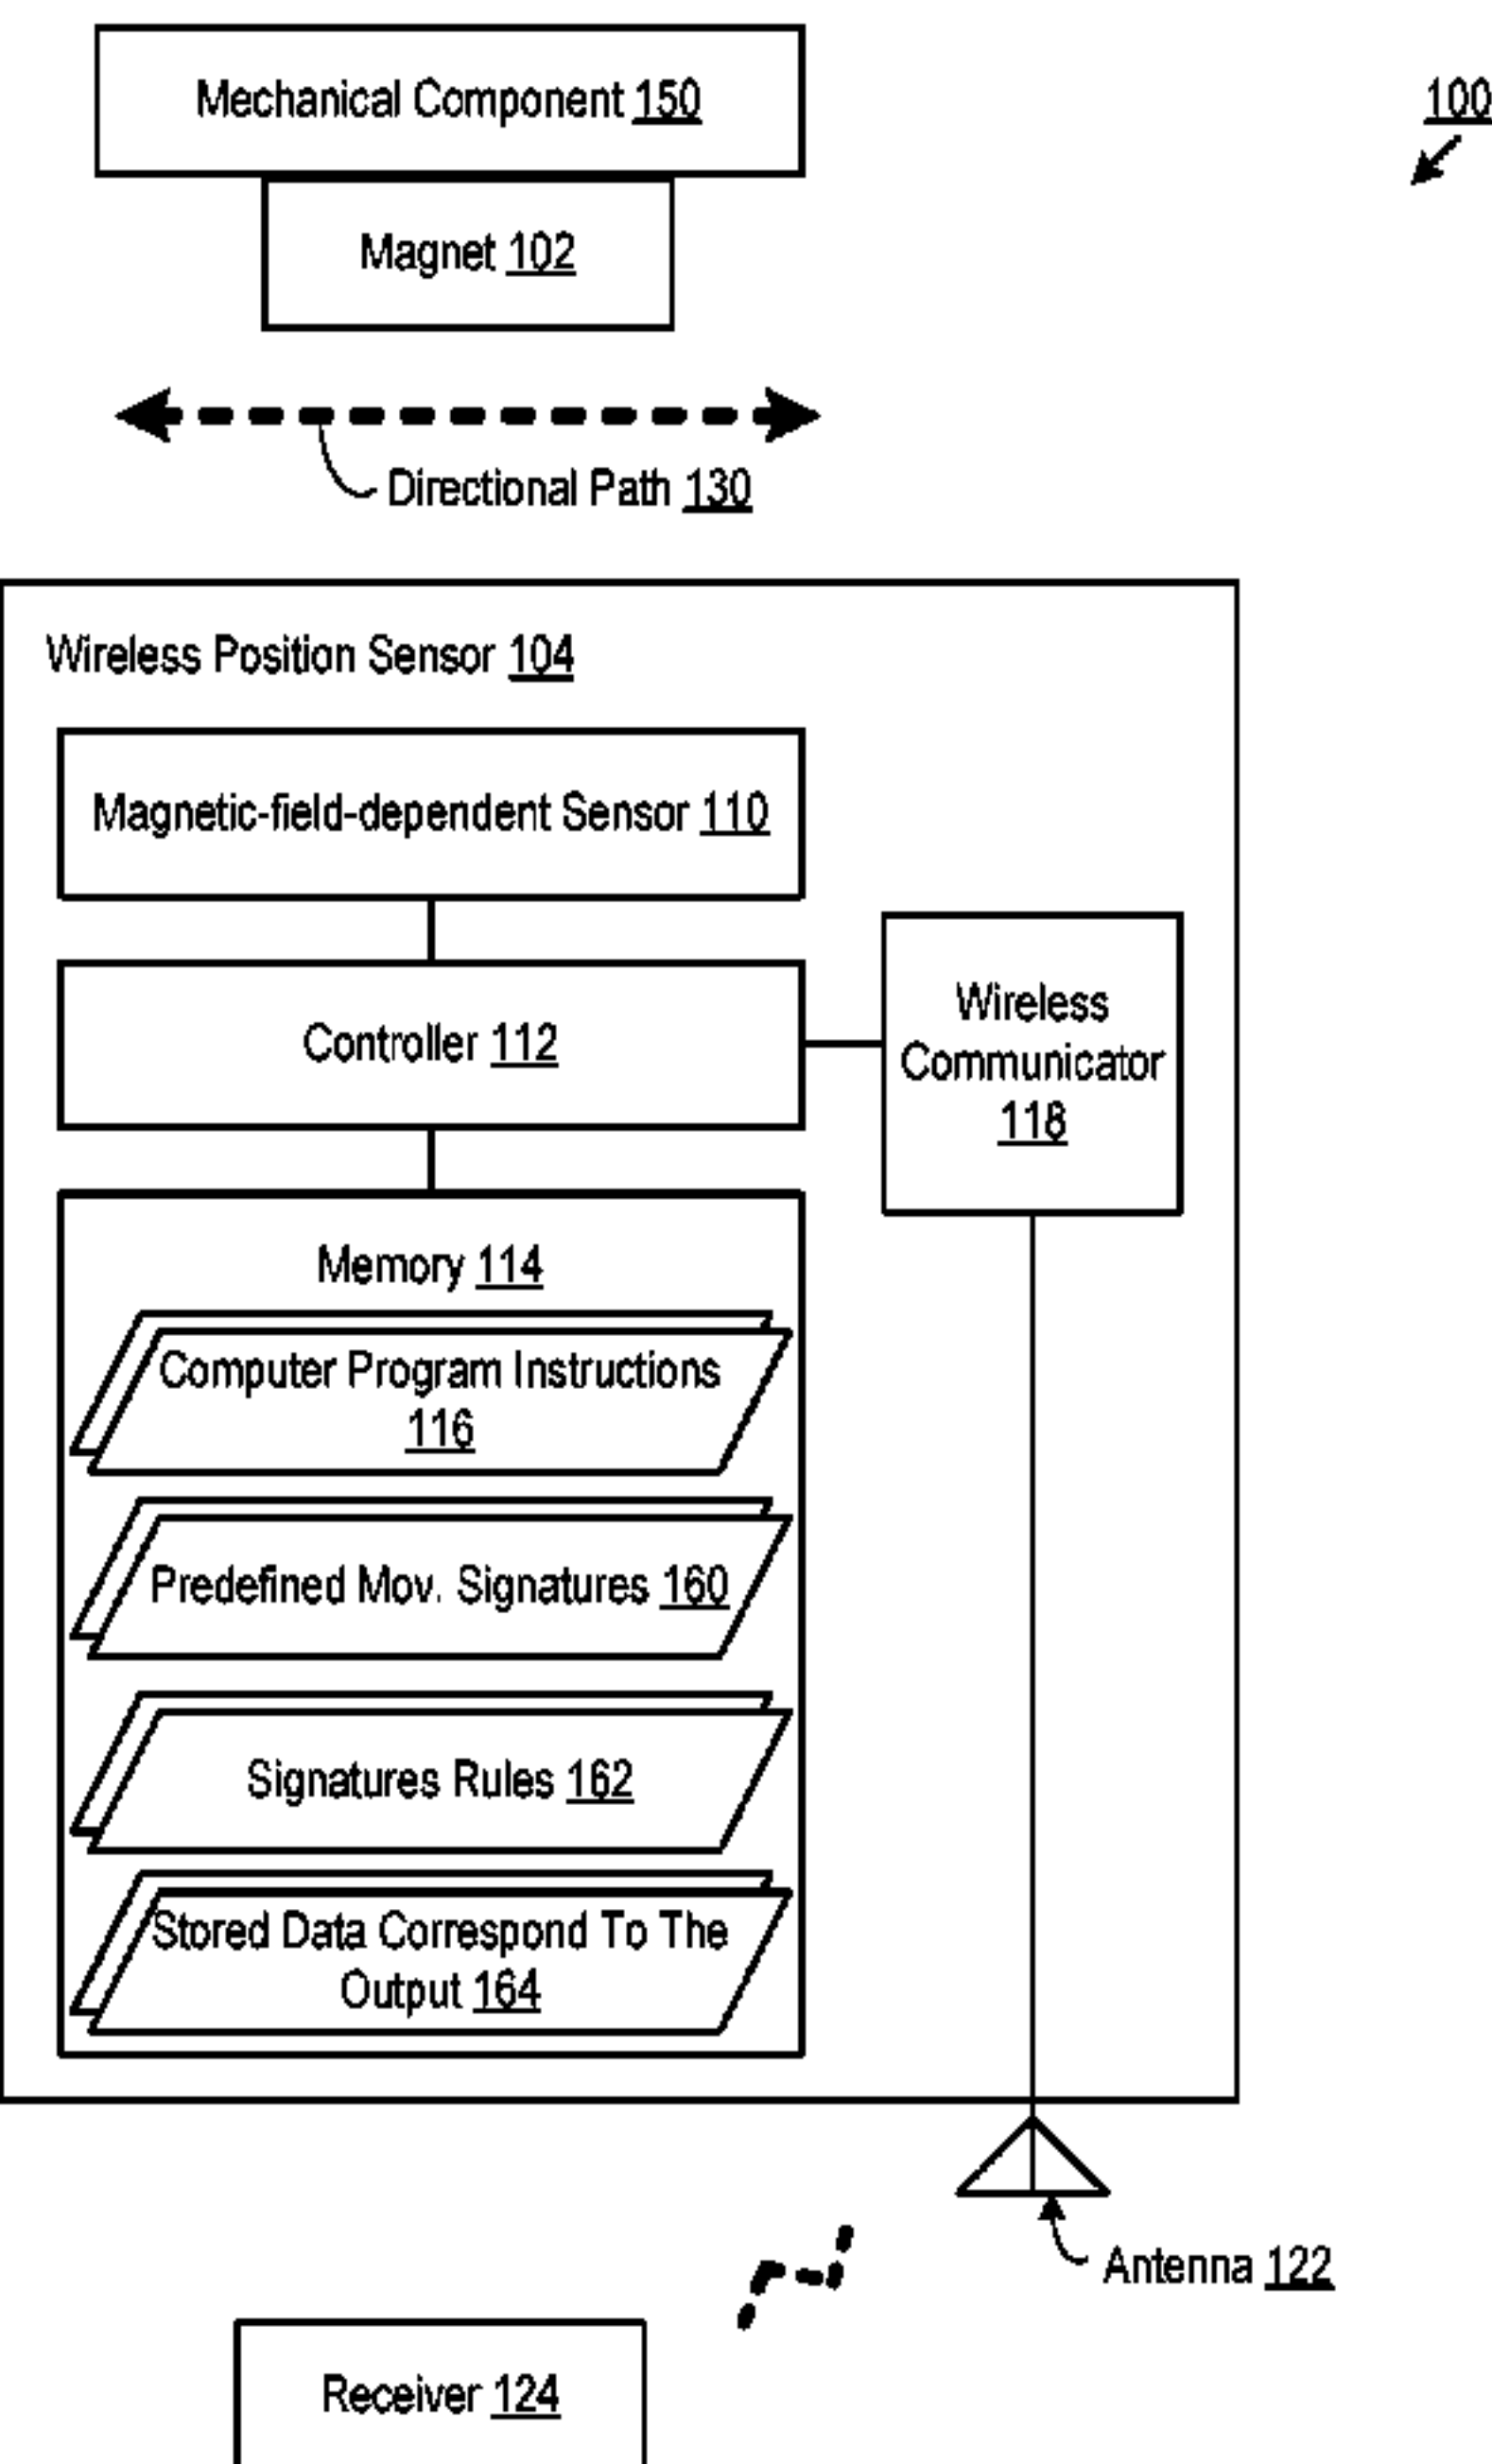 Mechanical Component 150
100
Magnet 102
Directional Path 130
Wireless Position Sensor 104
Magnetic-field-dependent Sensor 110
Controller 112
Wireless
Communicator
118
Memory 114
Computer Program Instructions
116
Predefined Mov. Signatures 160
Signatures Rules 162
Stored Data Correspond To The
Output 164
Antenna 122
Receiver 124